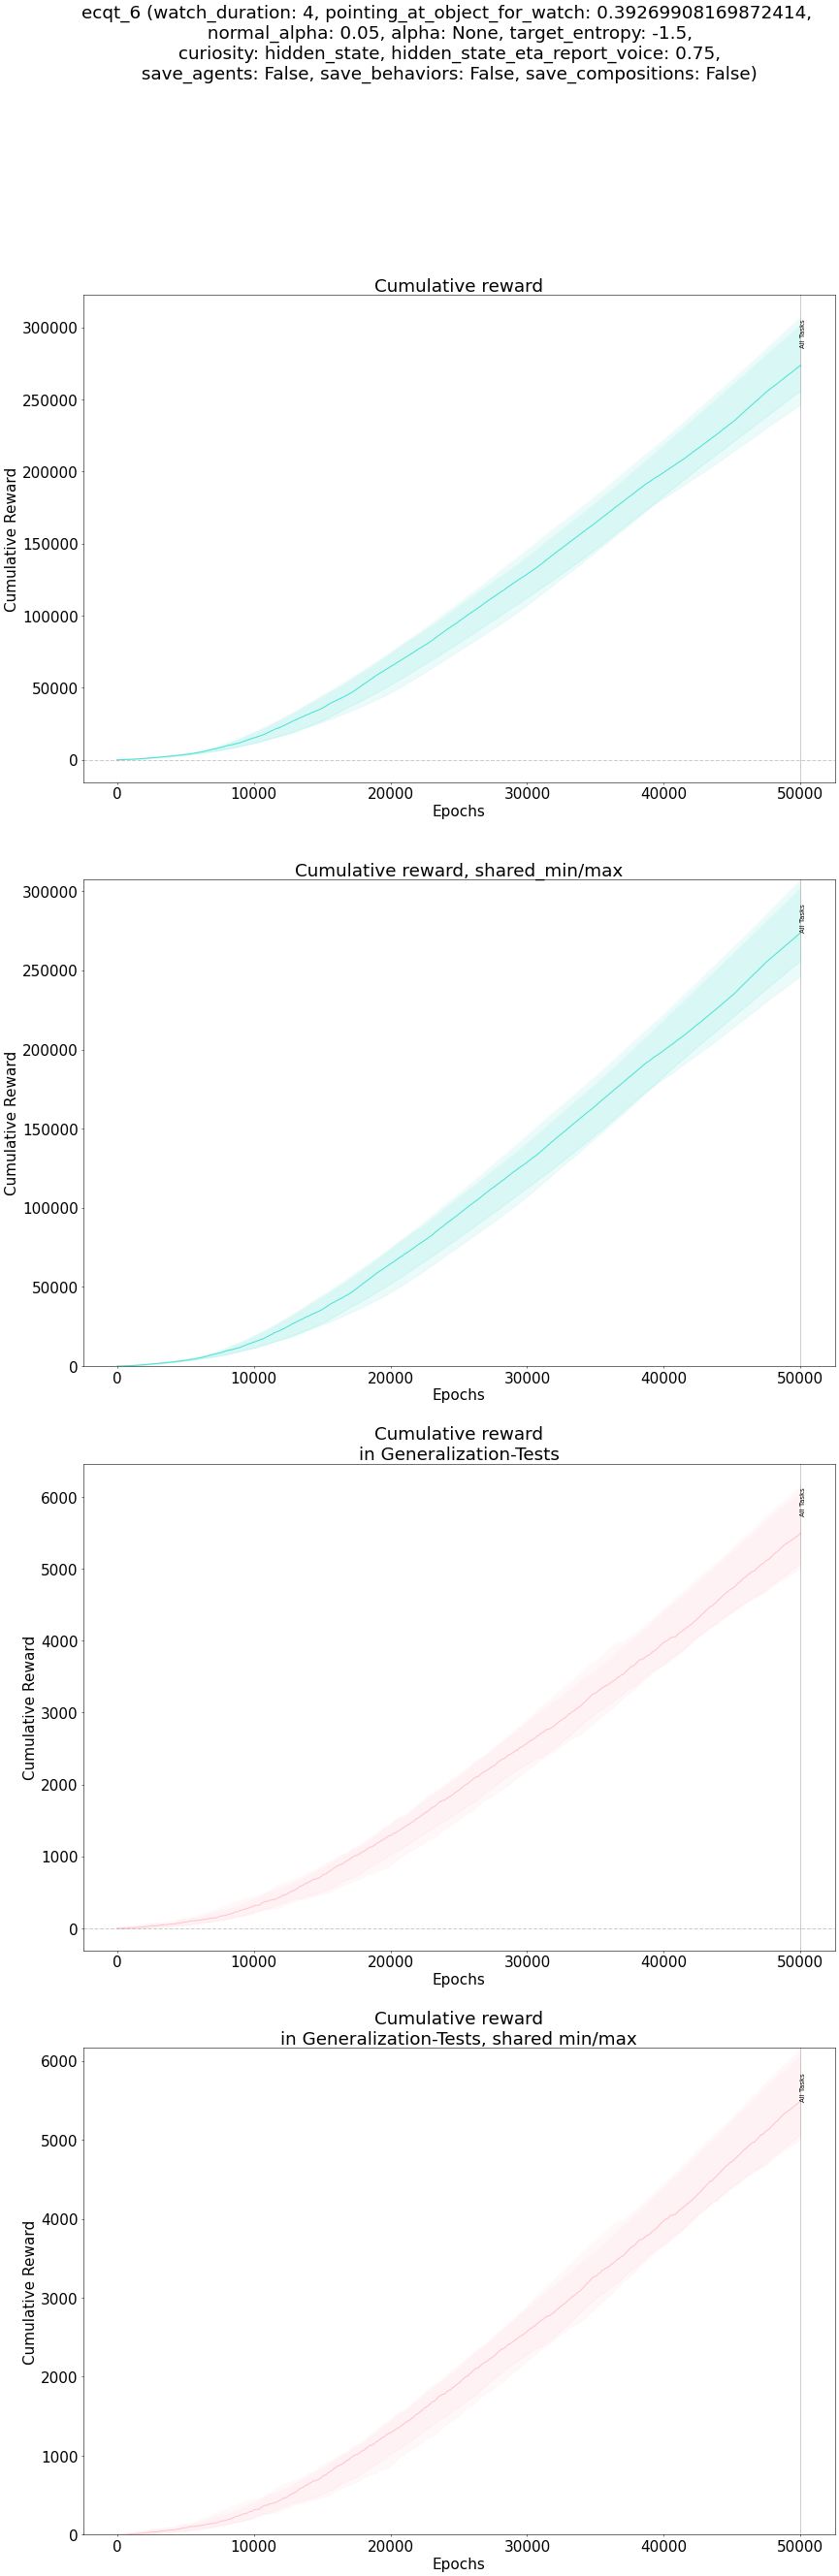 ecqt_6 (watch_duration: 4, pointing_at_object_for_watch: 0.39269908169872414,
normal_alpha: 0.05, alpha: None, target_entropy: -1.5,
curiosity: hidden_state, hidden_state_eta_report_voice: 0.75,
save_agents: False, save_behaviors: False, save_compositions: False)
Cumulative reward
300000
250000
200000
150000
100000
50000
0
Cumulative Reward
All Tasks
0 10000 20000 30000 40000 50000
Epochs
Cumulative reward, shared_min/max
300000
250000
200000
150000
100000
50000
0
Cumulative Reward
All Tasks
0 10000 20000 30000 40000 50000
Epochs
Cumulative reward
in Generalization-Tests
6000
5000
4000
3000
2000
1000
0
Cumulative Reward
All Tasks
0 10000 20000 30000 40000 50000
Epochs
Cumulative reward
in Generalization-Tests, shared min/max
6000
5000
4000
3000
2000
1000
0
Cumulative Reward
All Tasks
0 10000 20000 30000 40000 50000
Epochs